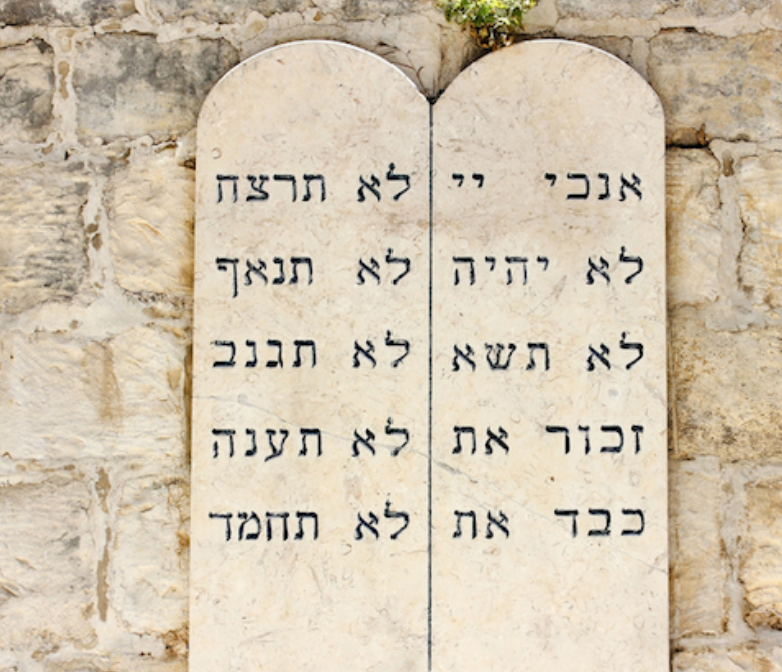 אנכי יי
לא יהיה
לא תשא
זכור את
כבד את
לא תרצח
לא תנאף
לא תגנב
לא תענה
לא תחמד